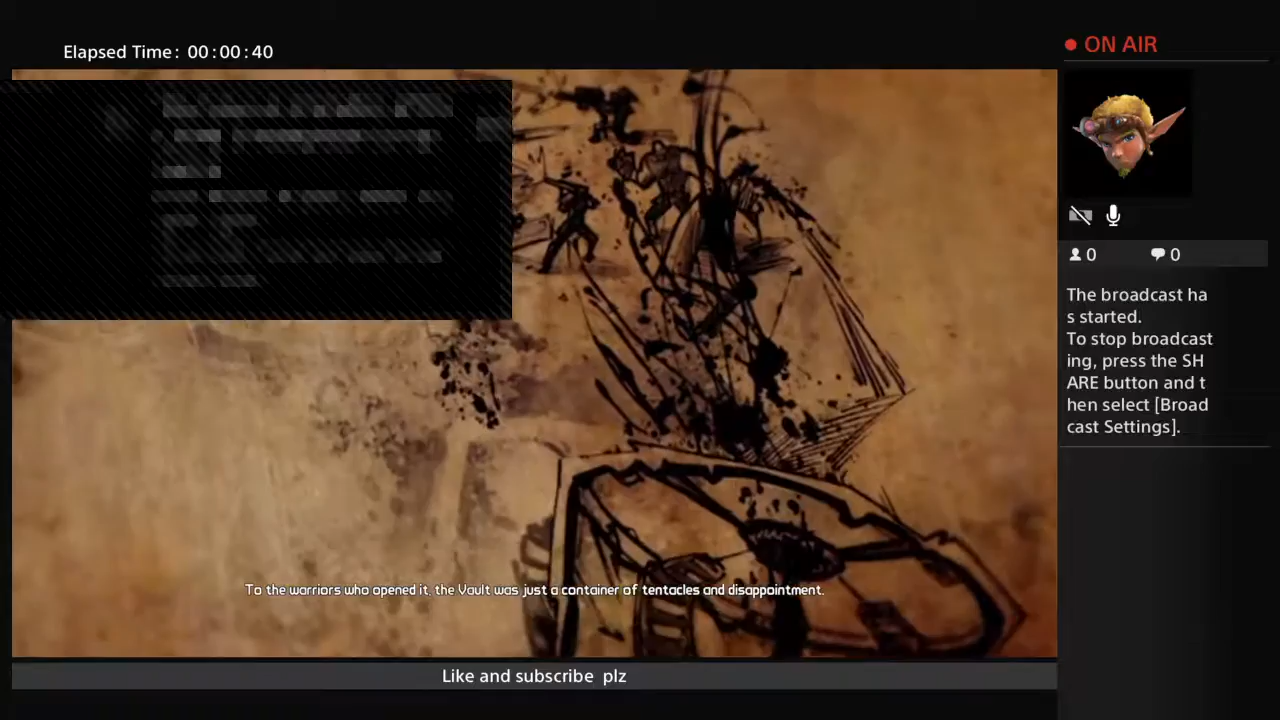 Elapsed Time: 00:00:40
ON AIR
0 0
The broadcast ha
s started.
To stop broadcast
ing, press the SH
ARE button and t
hen select [Broad
cast Settings].
To the warriors who opened it, the Vault was just a container of tentacles and disappointment.
Like and subscribe plz